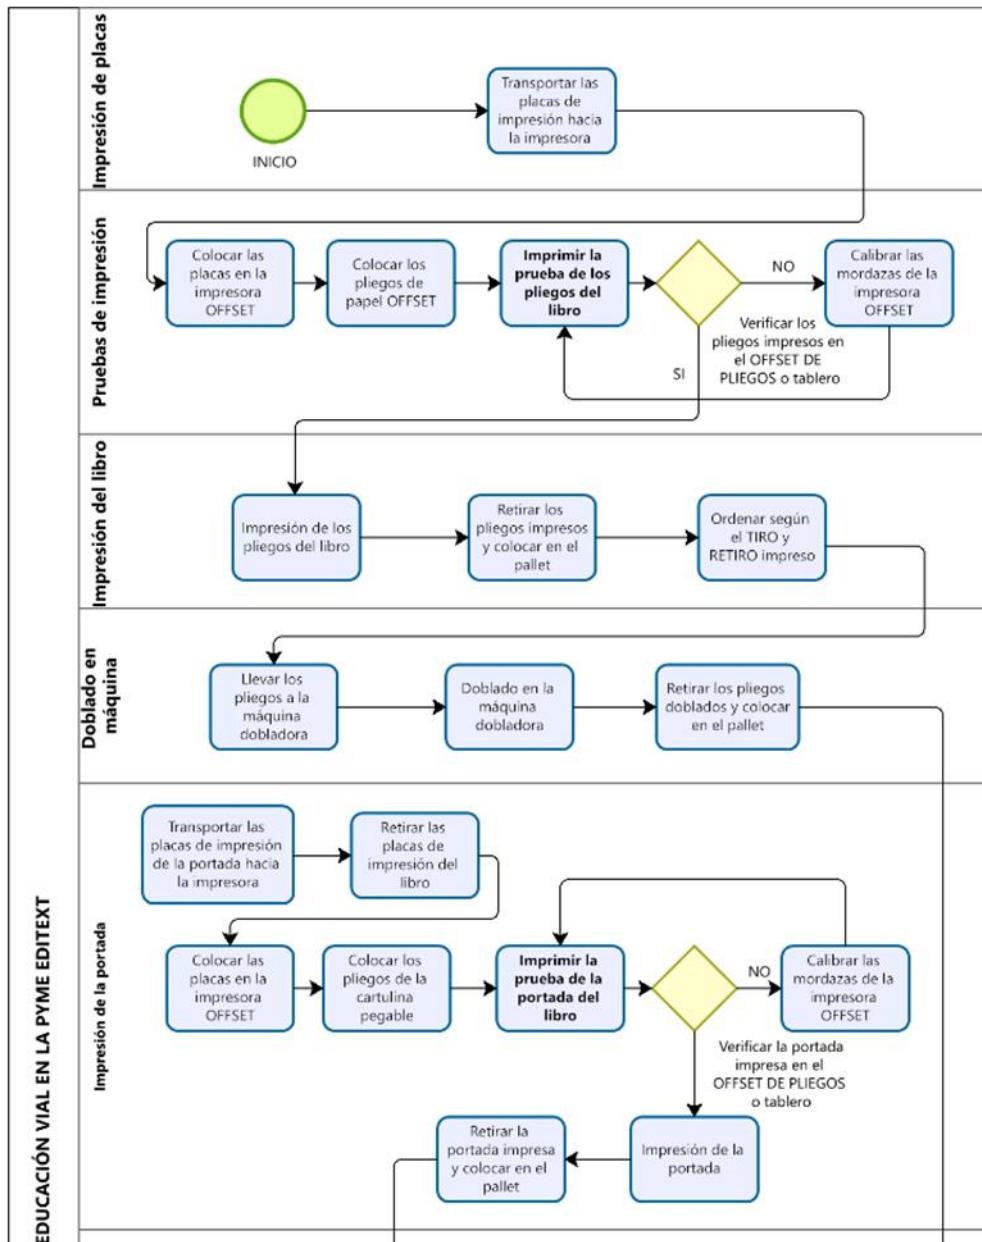 EDUCACIÓN VIAL EN LA PYME EDITEXT
Impresión de placas
INICIO
Transportar las
placas de
impresión hacia
la impresora
Pruebas de impresión
Colocar las
placas en la
impresora
OFFSET
Colocar los
pliegos de
papel OFFSET
Imprimir la
prueba de los
pliegos del
libro
NO
Calibrar las
mordazas de la
impresora
OFFSET
Verificar los
pliegos impresos en
el OFFSET DE
PLIEGOS o tablero
SI
Impresión del libro
Impresión de los
pliegos del libro
Retirar los
pliegos impresos
y colocar en el
pallet
Ordenar según
el TIRO y
RETIRO impreso
Doblado en
máquina
Llevar los
pliegos a la
máquina
dobladora
Doblado en la
máquina
dobladora
Retirar los pliegos
doblados y colocar
en el pallet
Impresión de la portada
Transportar las
placas de impresión
de la portada hacia
la impresora
Retirar las
placas de
impresión del
libro
Colocar las
placas en la
impresora
OFFSET
Colocar los
pliegos de la
cartulina
pegable
Imprimir la
prueba de la
portada del
libro
NO
Calibrar las
mordazas de la
impresora
OFFSET
Verificar la portada
impresa en el
OFFSET DE PLIEGOS
o tablero
Retirar la
portada impresa
y colocar en el
pallet
Impresión de la
portada